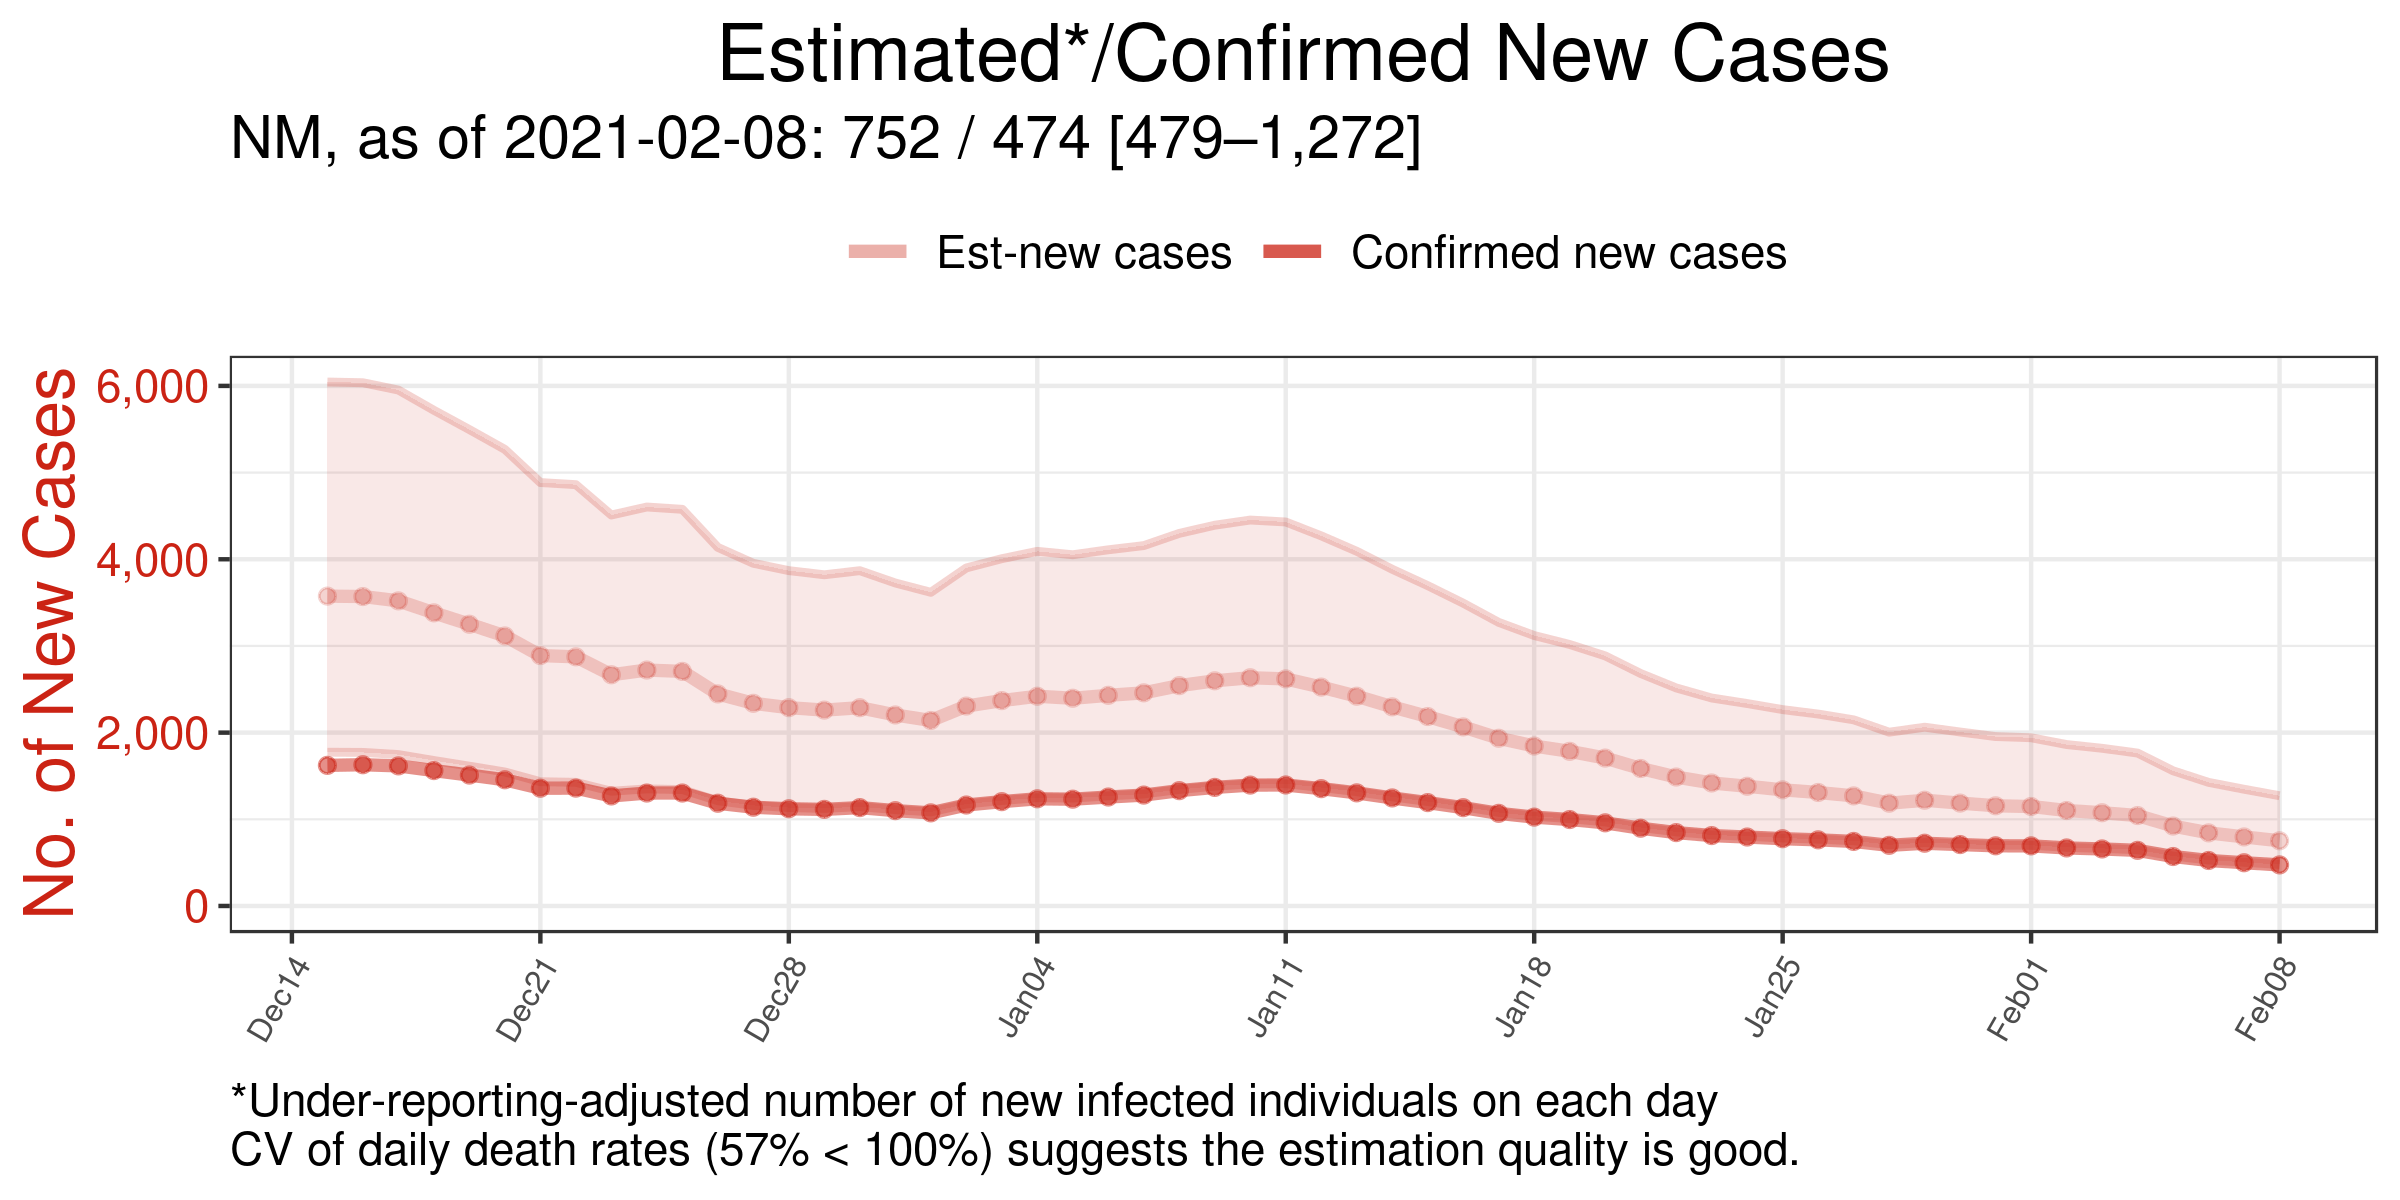 Estimated*/Confirmed New Cases
NM, as of 2021-02-08: 752 / 474 [479–1,272]
Est-new cases
Confirmed new cases
No. of New Cases
6,000
4,000
2,000
0
Dec14
Dec21
Dec28
Jan04
Jan11
Jan18
Jan25
Feb01
Feb08
*Under-reporting-adjusted number of new infected individuals on each day
CV of daily death rates (57% < 100%) suggests the estimation quality is good.